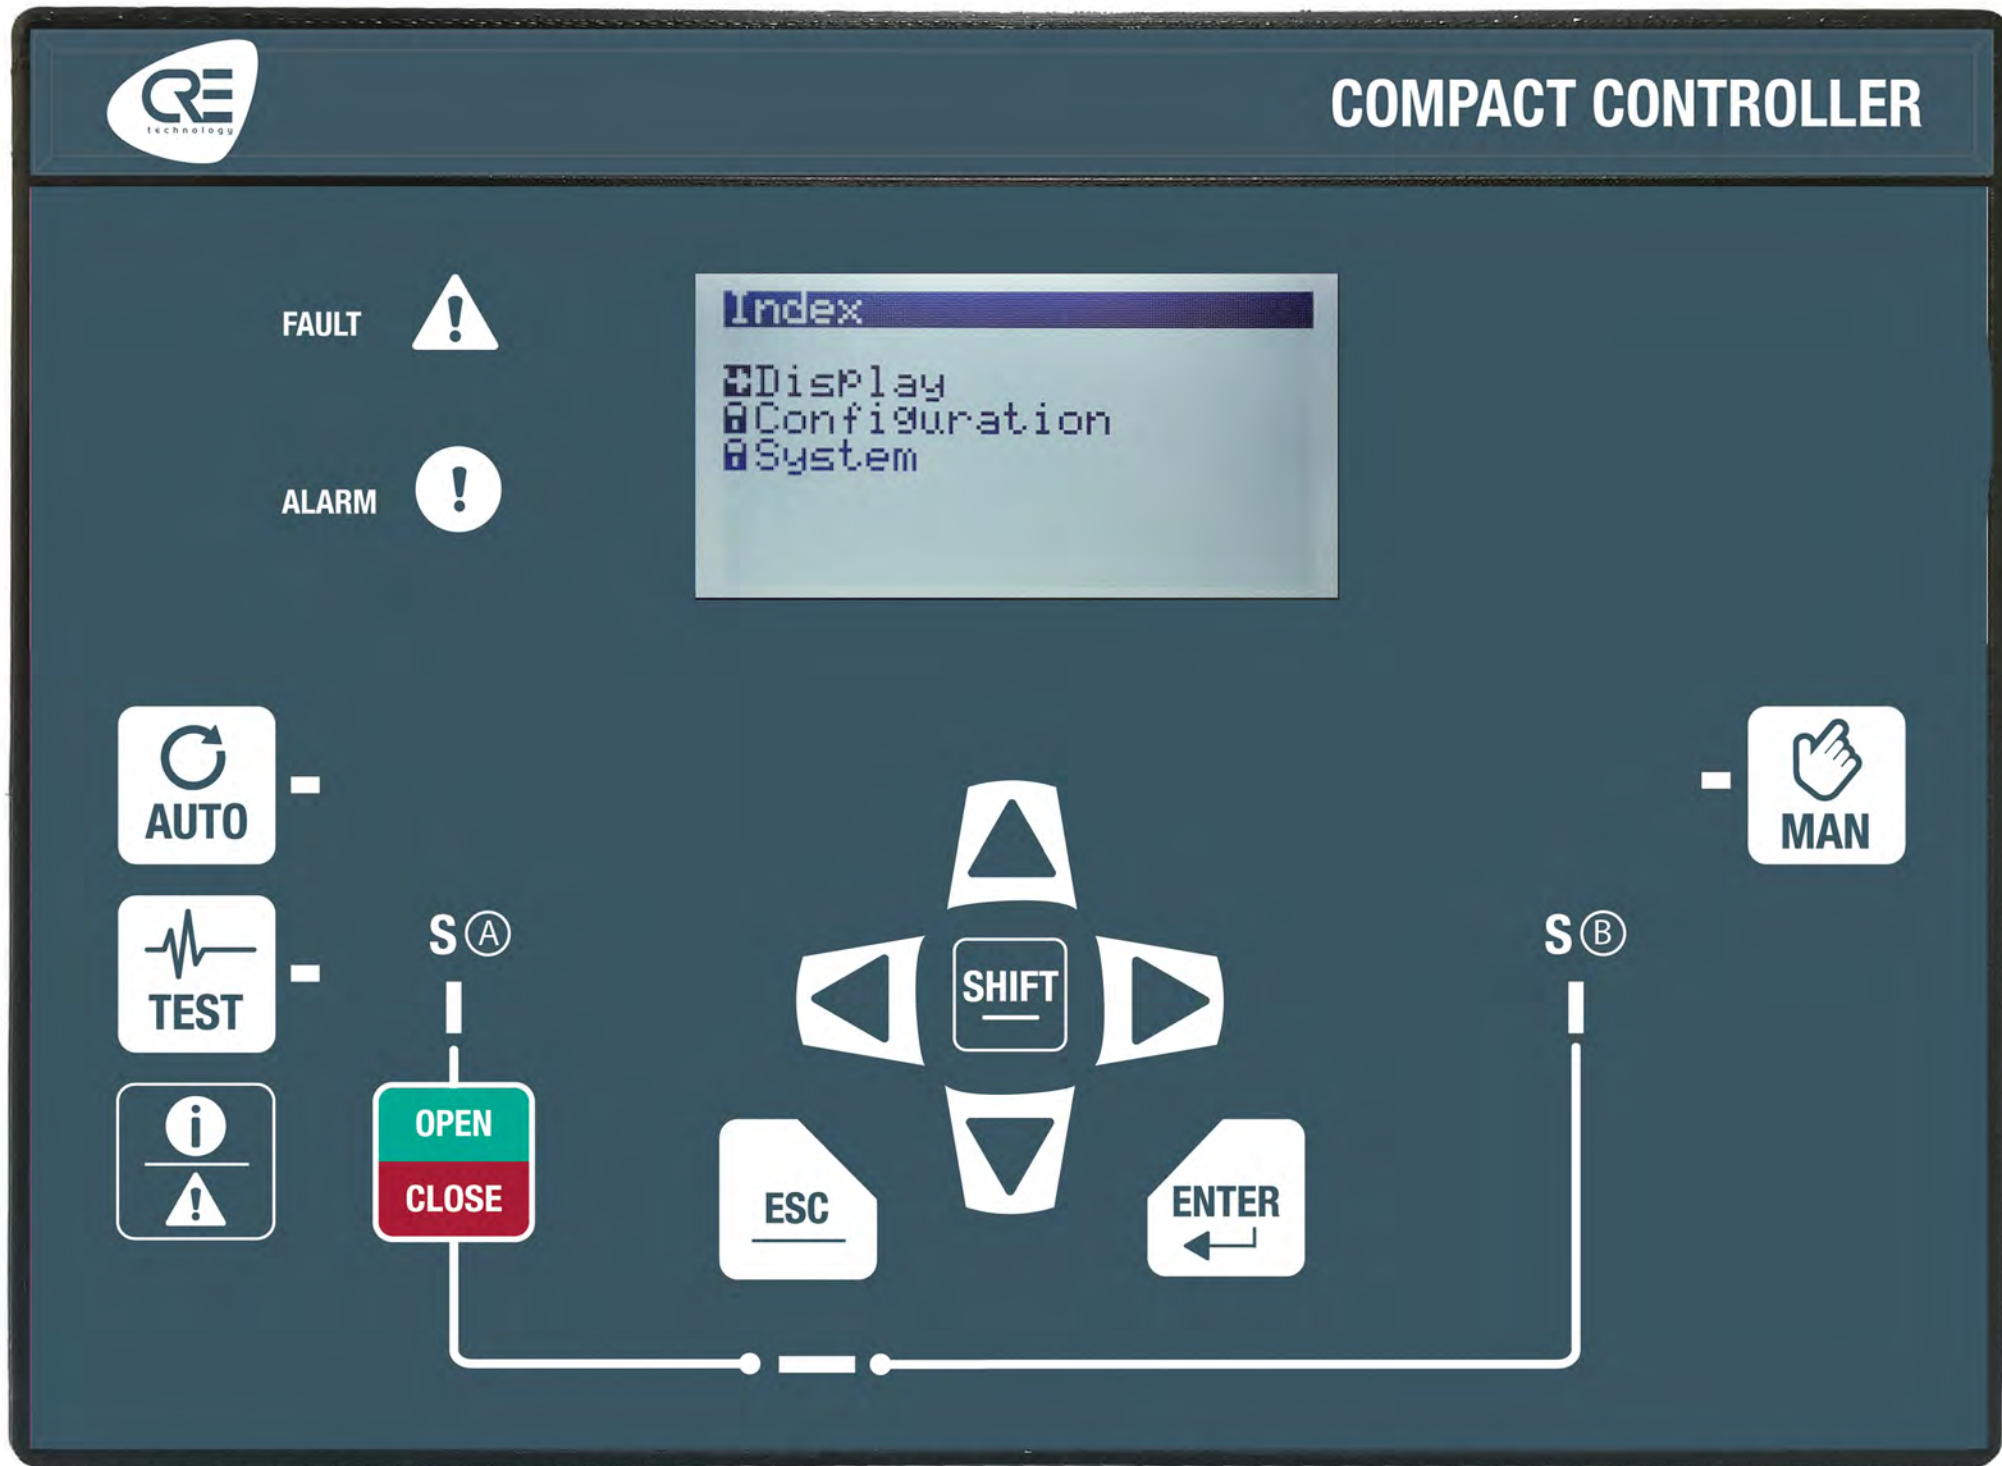 CRE
technology
COMPACT CONTROLLER
FAULT
ALARM
Index
Display
Configuration
System
AUTO
MAN
TEST
S A
S B
SHIFT
OPEN
CLOSE
ESC
ENTER